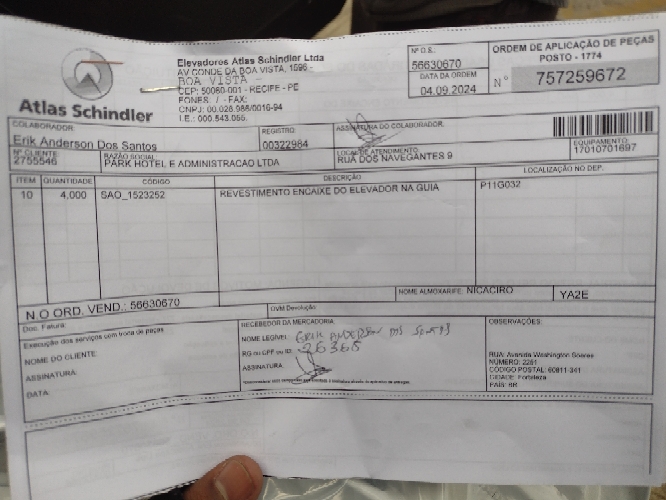 Atlas Schindler
Elevadores Atlas Schindler Ltda
AV CONDE DA BOA VISTA, 1596 -
BOA VISTA -
CEP: 50060-001 - RECIFE - PE
FONES: / - FAX:
CNPJ: 00.028.986/0016-94
I.E.: 000.543.055.
Nº O.S.:
56630670
DATA DA ORDEM
04.09.2024
ORDEM DE APLICAÇÃO DE PEÇAS
POSTO - 1774
Nº 757259672
COLABORADOR
Erik Anderson Dos Santos
REGISTRO:
00322984
ASSINATURA DO COLABORADOR:
Nº CLIENTE:
2755546
RAZÃO SOCIAL:
PARK HOTEL E ADMINISTRACAO LTDA
LOCAL DE ATENDIMENTO:
RUA DOS NAVEGANTES 9
EQUIPAMENTO:
17010701697
ITEM QUANTIDADE CÓDIGO DESCRIÇÃO LOCALIZAÇÃO NO DEP.
10 4,000 SAO_1523252 REVESTIMENTO ENCAIXE DO ELEVADOR NA GUIA P11G032
NOME ALMOXARIFE: NICACIRO YA2E
N.O ORD. VEND.: 56630670
OVM Devolução
Doc. Fatura:
Execução dos serviços com troca de peças
NOME DO CLIENTE:
ASSINATURA:
DATA:
RECEBEDOR DA MERCADORIA
NOME LEGÍVEL: ERIK ANDERSON DOS SANTOS
RG ou CPF ou ID: 26365
ASSINATURA:
OBSERVAÇÕES:
RUA: Avenida Washington Soares
NÚMERO: 2251
CÓDIGO POSTAL: 60811-341
CIDADE: Fortaleza
PAÍS: BR